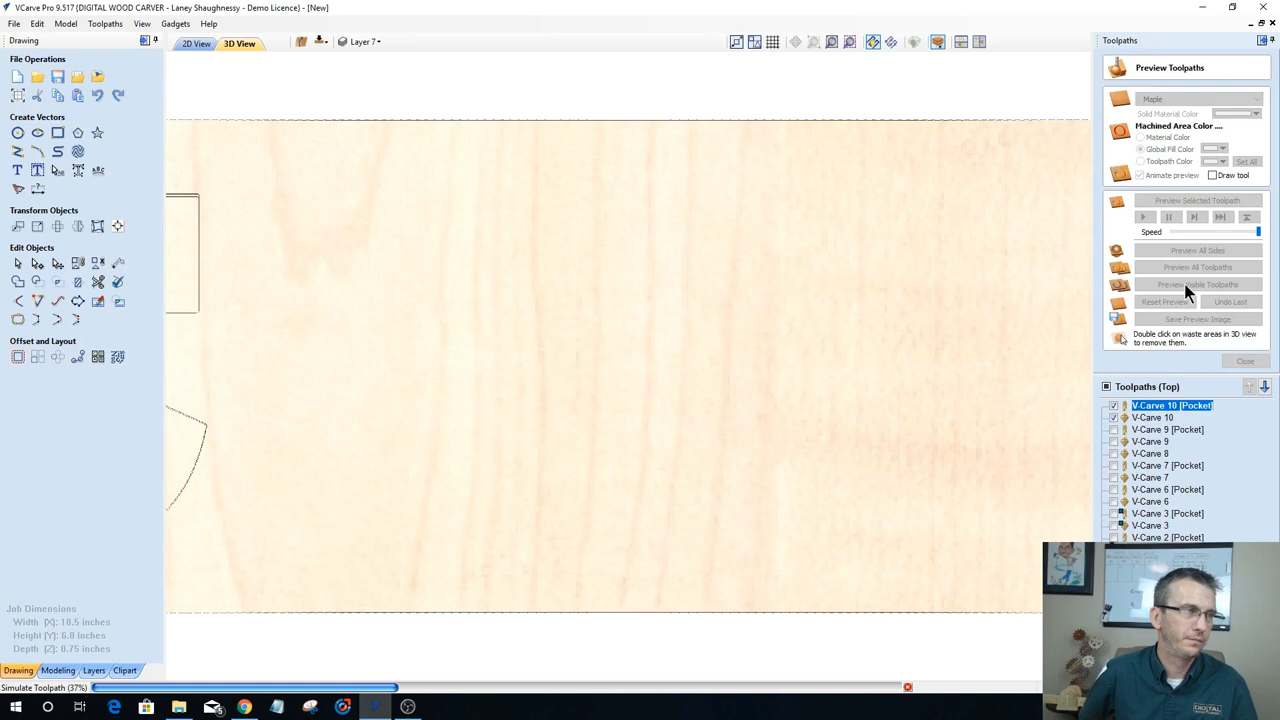 VCarve Pro 9.517 {DIGITAL WOOD CARVER - Laney Shaughnessy - Demo Licence} - [New]
File Edit Model Toolpaths View Gadgets Help
Drawing
2D View 3D View Layer 7
Toolpaths
File Operations
Create Vectors
Transform Objects
Edit Objects
Offset and Layout
Job Dimensions
Width (X): 10.5 inches
Height (Y): 6.0 inches
Depth (Z): 0.75 inches
Drawing Modeling Layers Clipart
Simulate Toolpath (37%)
Preview Toolpaths
Maple
Solid Material Color
Machined Area Color ....
Material Color
Global Fill Color
Toolpath Color Set All
Animate preview Draw tool
Preview Selected Toolpath
Speed
Preview All Sides
Preview All Toolpaths
Preview Visible Toolpaths
Reset Preview Undo Last
Save Preview Image
Double click on waste areas in 3D view
to remove them.
Close
Toolpaths (Top)
V-Carve 10 [Pocket]
V-Carve 10
V-Carve 9 [Pocket]
V-Carve 9
V-Carve 8
V-Carve 7 [Pocket]
V-Carve 7
V-Carve 6 [Pocket]
V-Carve 6
V-Carve 3 [Pocket]
V-Carve 3
V-Carve 2 [Pocket]
DIGITAL